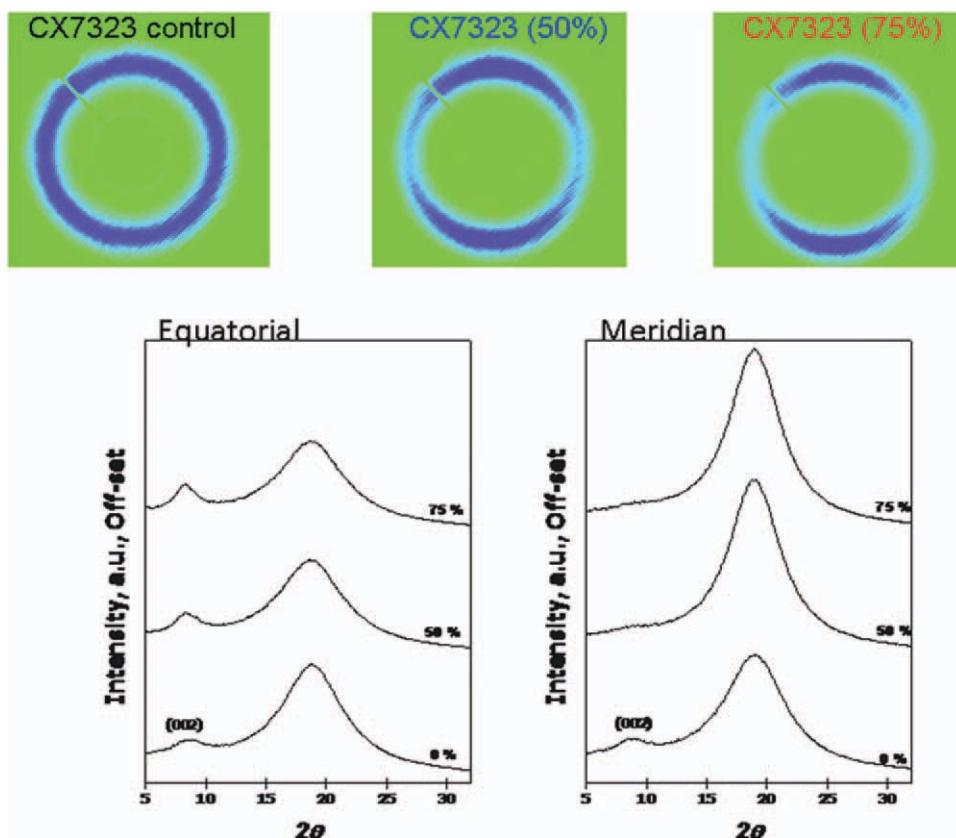 CX7323 control
CX7323 (50%)
CX7323 (75%)
Equatorial
Intensity, a.u., Off-set
75 %
50 %
(002)
0 %
5 10 15 20 25 30
2θ
Meridian
Intensity, a.u., Off-set
75 %
50 %
(002)
0 %
5 10 15 20 25 30
2θ